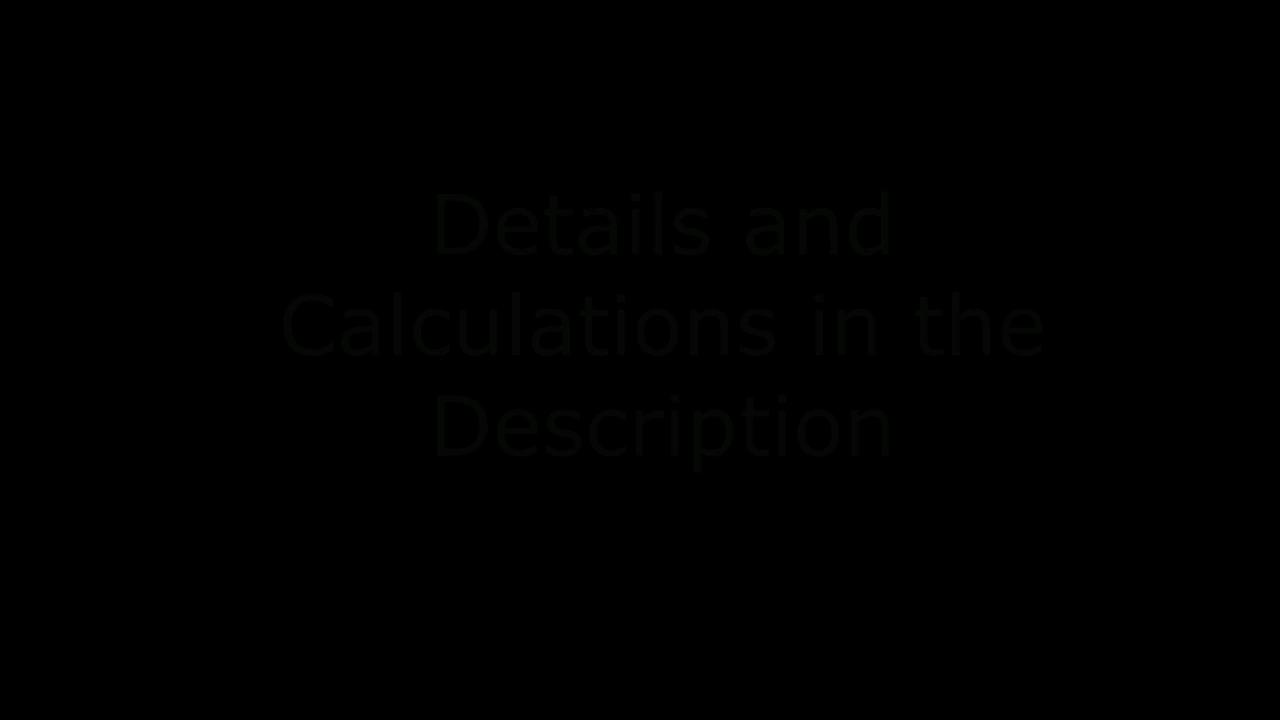 Details and
Calculations in the
Description